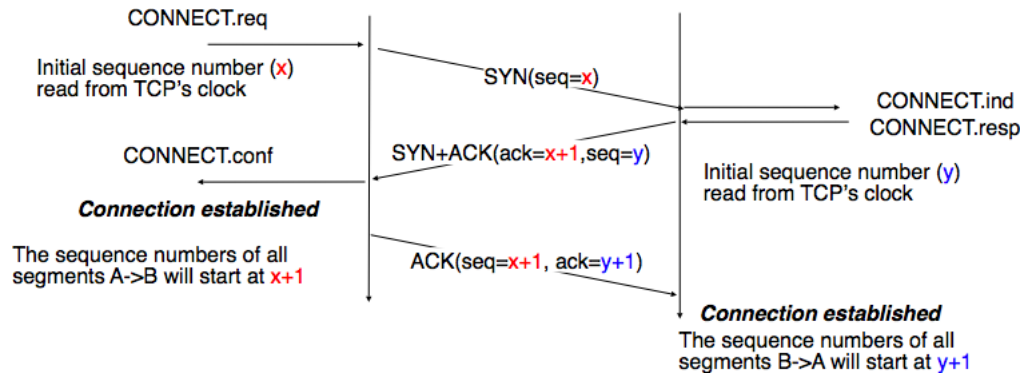 CONNECT.req
Initial sequence number (x)
read from TCP's clock
SYN(seq=x)
CONNECT.ind
CONNECT.resp
SYN+ACK(ack=x+1,seq=y)
CONNECT.conf
Initial sequence number (y)
read from TCP's clock
Connection established
The sequence numbers of all
segments A->B will start at x+1
ACK(seq=x+1, ack=y+1)
Connection established
The sequence numbers of all
segments B->A will start at y+1